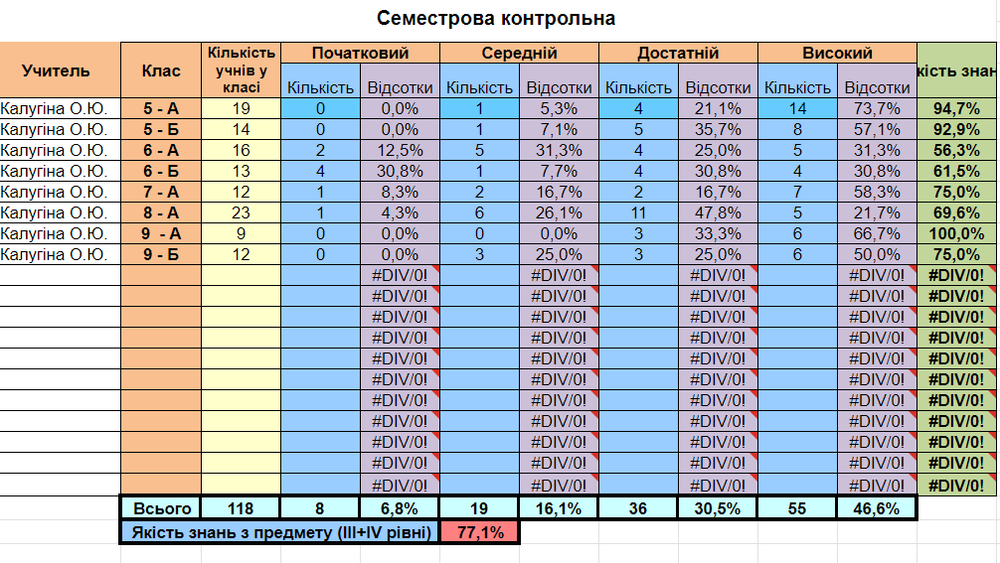 Семестрова контрольна
Учитель Клас Кількість учнів у класі Початковий Середній Достатній Високий кість знан
Кількість Відсотки Кількість Відсотки Кількість Відсотки Кількість Відсотки
Калугіна О.Ю. 5 - А 19 0 0,0% 1 5,3% 4 21,1% 14 73,7% 94,7%
Калугіна О.Ю. 5 - Б 14 0 0,0% 1 7,1% 5 35,7% 8 57,1% 92,9%
Калугіна О.Ю. 6 - А 16 2 12,5% 5 31,3% 4 25,0% 5 31,3% 56,3%
Калугіна О.Ю. 6 - Б 13 4 30,8% 1 7,7% 4 30,8% 4 30,8% 61,5%
Калугіна О.Ю. 7 - А 12 1 8,3% 2 16,7% 2 16,7% 7 58,3% 75,0%
Калугіна О.Ю. 8 - А 23 1 4,3% 6 26,1% 11 47,8% 5 21,7% 69,6%
Калугіна О.Ю. 9 - А 9 0 0,0% 0 0,0% 3 33,3% 6 66,7% 100,0%
Калугіна О.Ю. 9 - Б 12 0 0,0% 3 25,0% 3 25,0% 6 50,0% 75,0%
#DIV/0! #DIV/0! #DIV/0! #DIV/0! #DIV/0!
#DIV/0! #DIV/0! #DIV/0! #DIV/0! #DIV/0!
#DIV/0! #DIV/0! #DIV/0! #DIV/0! #DIV/0!
#DIV/0! #DIV/0! #DIV/0! #DIV/0! #DIV/0!
#DIV/0! #DIV/0! #DIV/0! #DIV/0! #DIV/0!
#DIV/0! #DIV/0! #DIV/0! #DIV/0! #DIV/0!
#DIV/0! #DIV/0! #DIV/0! #DIV/0! #DIV/0!
#DIV/0! #DIV/0! #DIV/0! #DIV/0! #DIV/0!
#DIV/0! #DIV/0! #DIV/0! #DIV/0! #DIV/0!
#DIV/0! #DIV/0! #DIV/0! #DIV/0! #DIV/0!
#DIV/0! #DIV/0! #DIV/0! #DIV/0! #DIV/0!
Всього 118 8 6,8% 19 16,1% 36 30,5% 55 46,6%
Якість знань з предмету (III+IV рівні) 77,1%